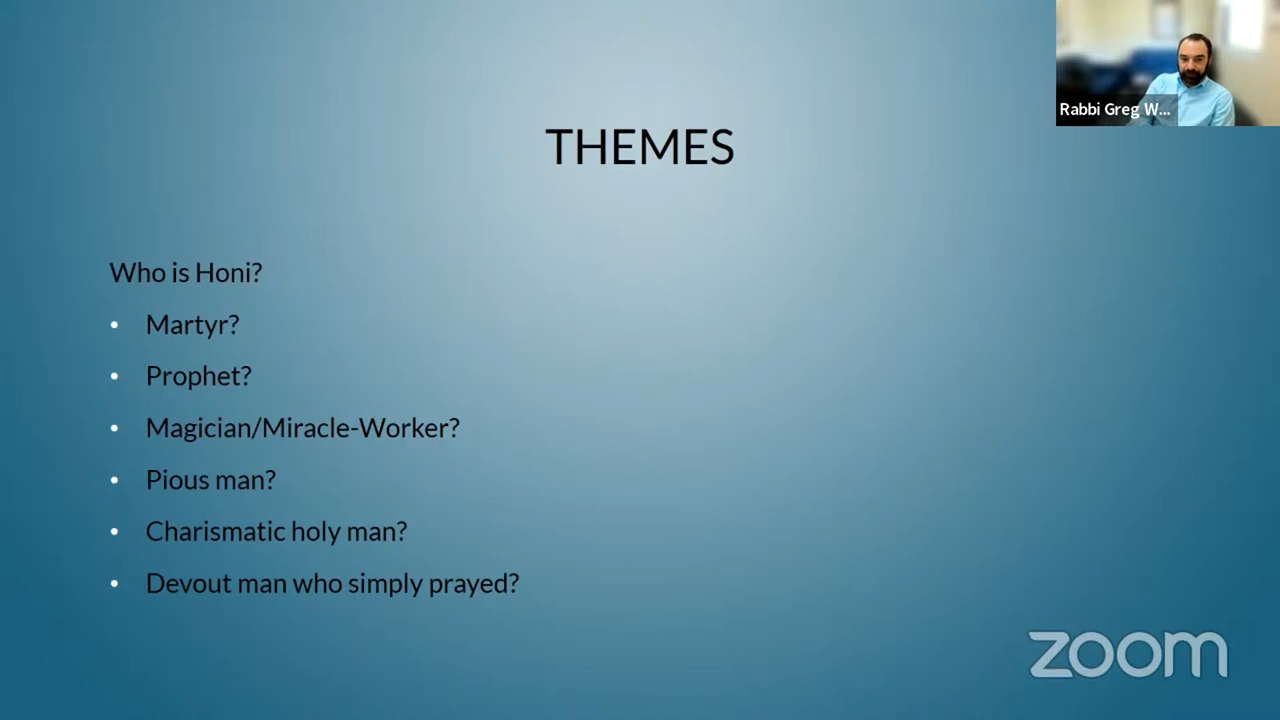 Rabbi Greg W...
THEMES
Who is Honi?
• Martyr?
• Prophet?
• Magician/Miracle-Worker?
• Pious man?
• Charismatic holy man?
• Devout man who simply prayed?
zoom